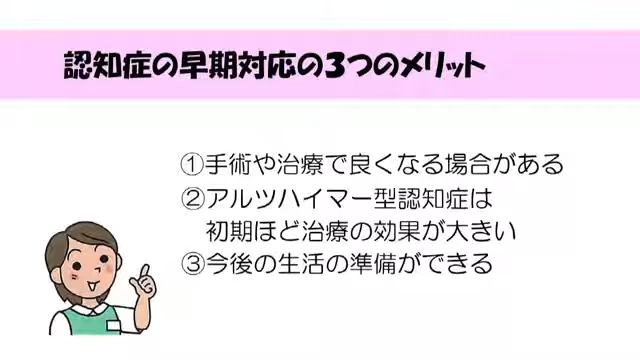 認知症の早期対応の3つのメリット
①手術や治療で良くなる場合がある
②アルツハイマー型認知症は
初期ほど治療の効果が大きい
③今後の生活の準備ができる